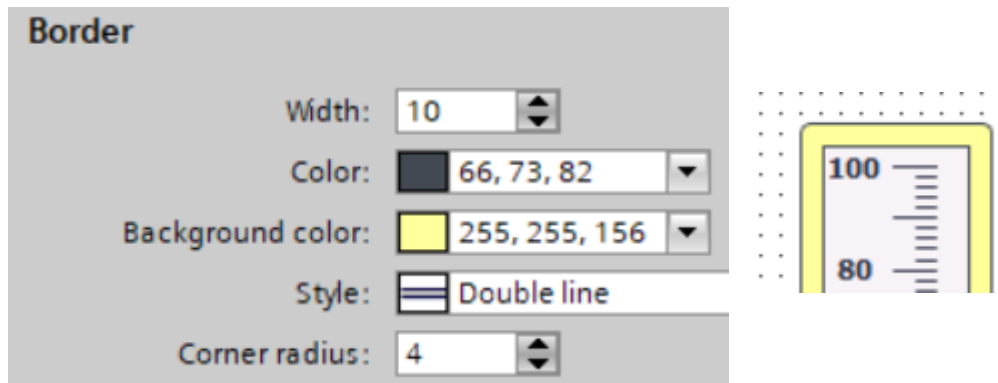 Border
Width: 10
Color: 66, 73, 82
Background color: 255, 255, 156
Style: Double line
Corner radius: 4
100
80